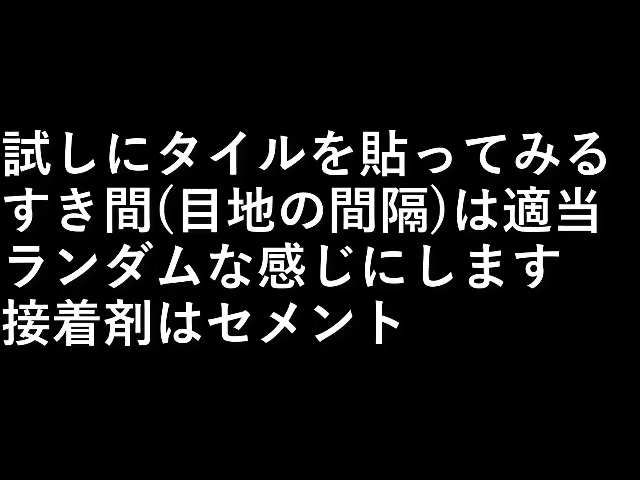 試しにタイルを貼ってみる
すき間(目地の間隔)は適当
ランダムな感じにします
接着剤はセメント